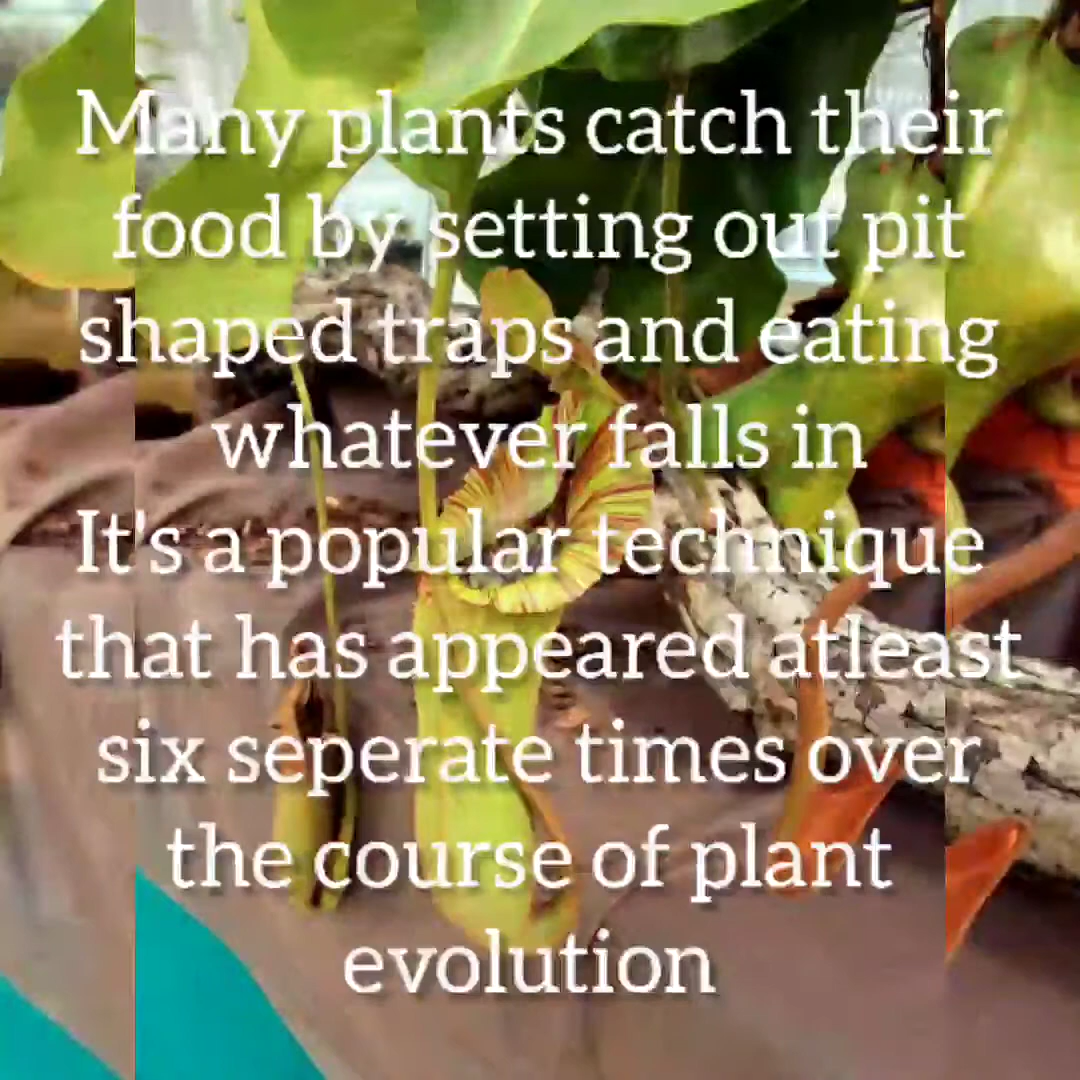 Many plants catch their
food by setting out pit
shaped traps and eating
whatever falls in
It's a popular technique
that has appeared atleast
six seperate times over
the course of plant
evolution